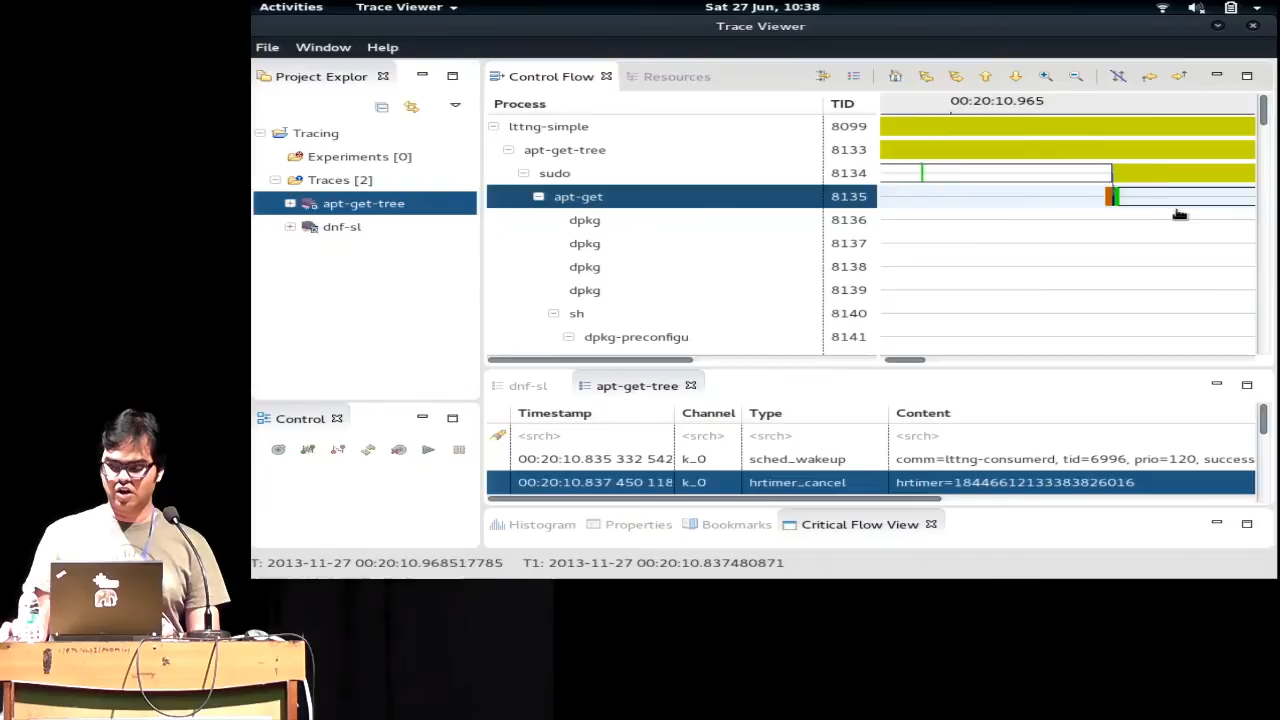 Activities Trace Viewer Sat 27 Jun, 10:38
Trace Viewer
File Window Help
Project Explor
Tracing
Experiments [0]
Traces [2]
apt-get-tree
dnf-sl
Control
Control Flow Resources
Process TID 00:20:10.965
lttng-simple 8099
apt-get-tree 8133
sudo 8134
apt-get 8135
dpkg 8136
dpkg 8137
dpkg 8138
dpkg 8139
sh 8140
dpkg-preconfigu 8141
dnf-sl apt-get-tree
Timestamp Channel Type Content
<srch> <srch> <srch> <srch>
00:20:10.835 332 542 k_0 sched_wakeup comm=lttng-consumerd, tid=6996, prio=120, success
00:20:10.837 450 118 k_0 hrtimer_cancel hrtimer=18446612133383826016
Histogram Properties Bookmarks Critical Flow View
T: 2013-11-27 00:20:10.968517785 T1: 2013-11-27 00:20:10.837480871